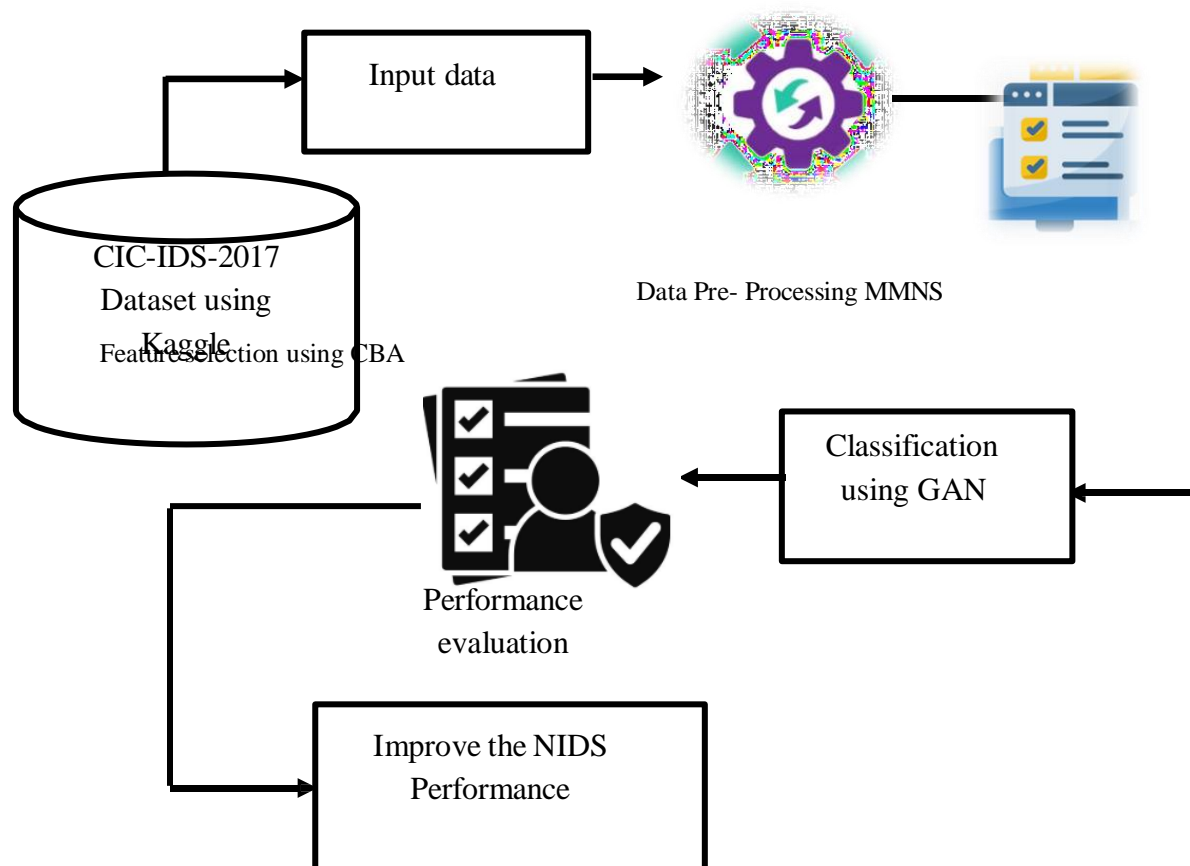 Input data
CIC-IDS-2017
Dataset using
Kaggle
Data Pre- Processing MMNS
Feature selection using CBA
Classification
using GAN
Performance
evaluation
Improve the NIDS
Performance